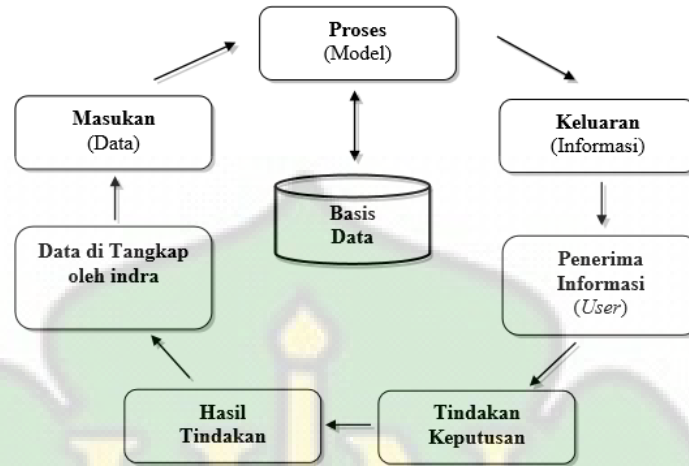 Proses
(Model)
Masukan
(Data)
Keluaran
(Informasi)
Basis
Data
Data di Tangkap
oleh indra
Penerima
Informasi
(User)
Hasil
Tindakan
Tindakan
Keputusan